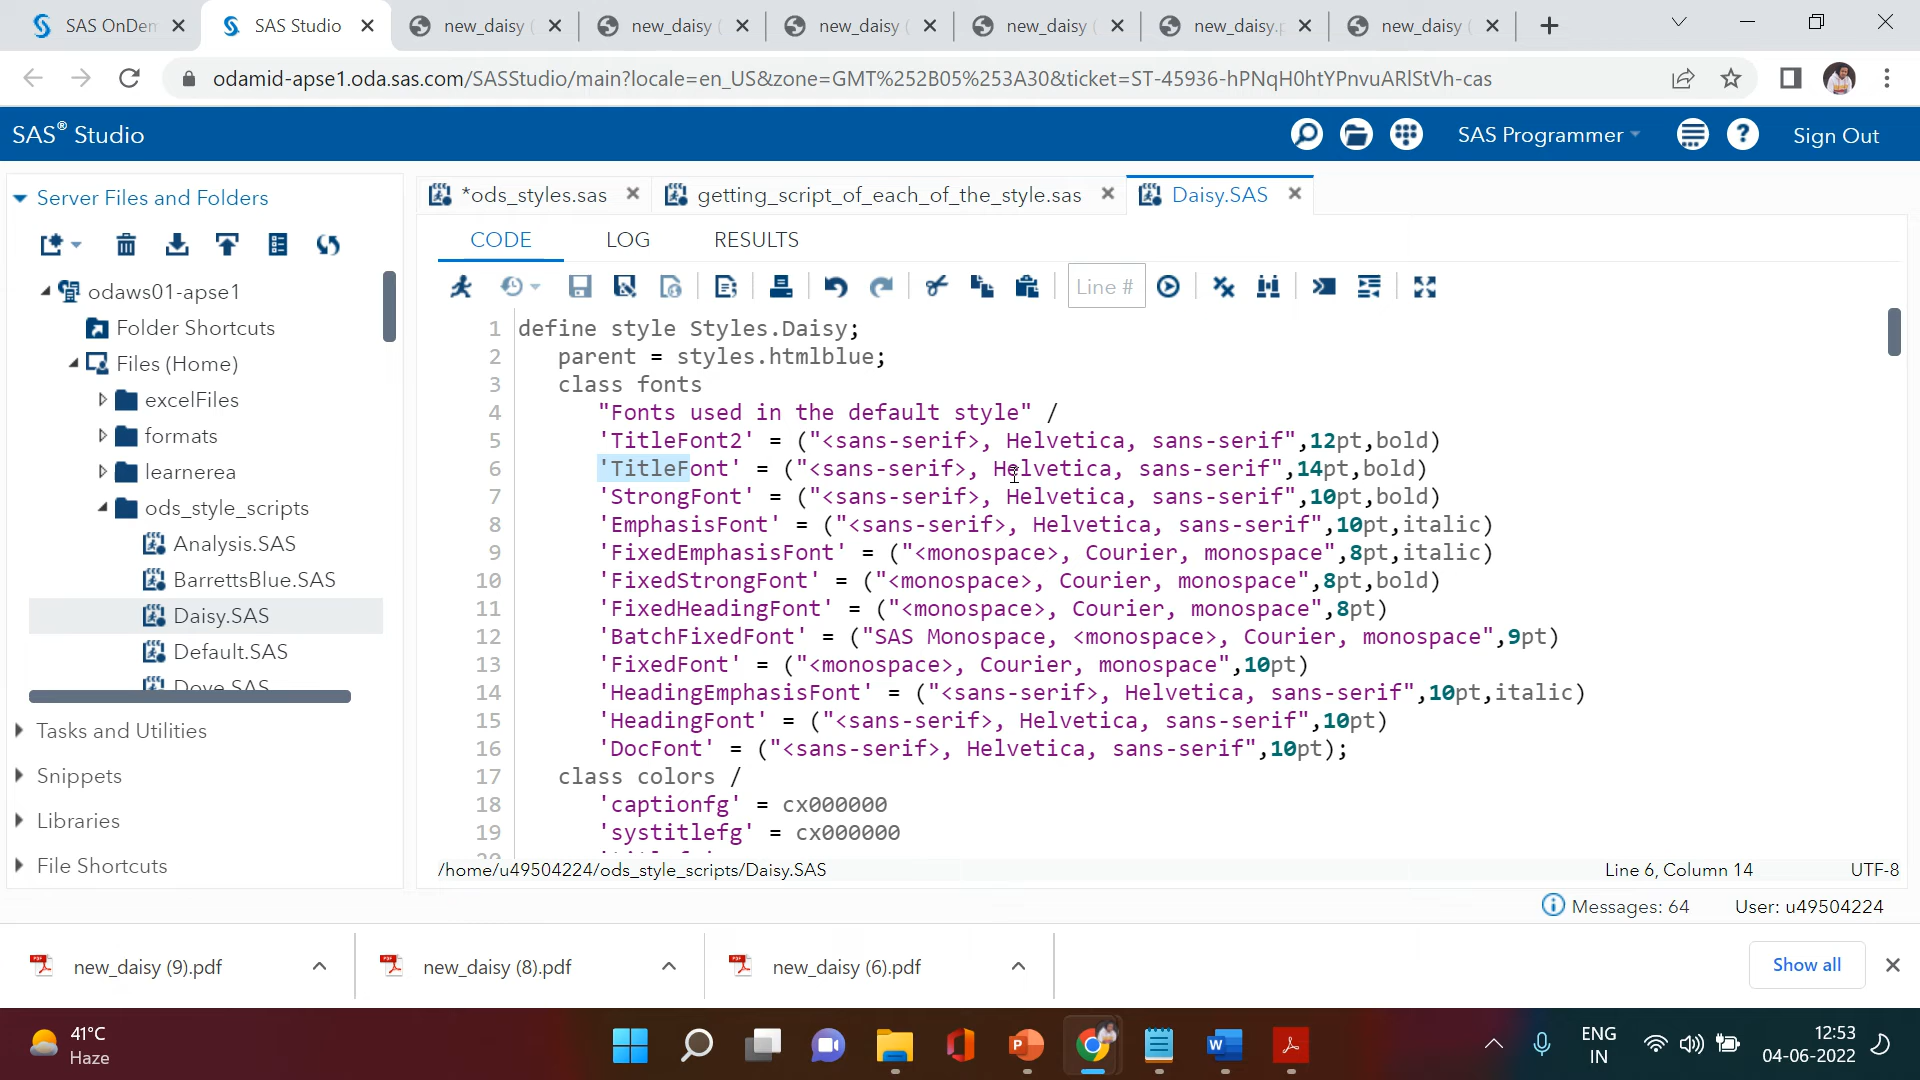 SAS OnDem
SAS Studio
new_daisy (
new_daisy (
new_daisy (
new_daisy (
new_daisy.p
new_daisy (
odamid-apse1.oda.sas.com/SASStudio/main?locale=en_US&zone=GMT%252B05%253A30&ticket=ST-45936-hPNqH0htYPnvuARlStVh-cas
SAS® Studio
SAS Programmer
Sign Out
Server Files and Folders
odaws01-apse1
Folder Shortcuts
Files (Home)
excelFiles
formats
learnerea
ods_style_scripts
Analysis.SAS
BarrettsBlue.SAS
Daisy.SAS
Default.SAS
Dove.SAS
Tasks and Utilities
Snippets
Libraries
File Shortcuts
*ods_styles.sas
getting_script_of_each_of_the_style.sas
Daisy.SAS
CODE LOG RESULTS
Line #
1 define style Styles.Daisy;
2 parent = styles.htmlblue;
3 class fonts
4 "Fonts used in the default style" /
5 'TitleFont2' = ("<sans-serif>, Helvetica, sans-serif",12pt,bold)
6 'TitleFont' = ("<sans-serif>, Helvetica, sans-serif",14pt,bold)
7 'StrongFont' = ("<sans-serif>, Helvetica, sans-serif",10pt,bold)
8 'EmphasisFont' = ("<sans-serif>, Helvetica, sans-serif",10pt,italic)
9 'FixedEmphasisFont' = ("<monospace>, Courier, monospace",8pt,italic)
10 'FixedStrongFont' = ("<monospace>, Courier, monospace",8pt,bold)
11 'FixedHeadingFont' = ("<monospace>, Courier, monospace",8pt)
12 'BatchFixedFont' = ("SAS Monospace, <monospace>, Courier, monospace",9pt)
13 'FixedFont' = ("<monospace>, Courier, monospace",10pt)
14 'HeadingEmphasisFont' = ("<sans-serif>, Helvetica, sans-serif",10pt,italic)
15 'HeadingFont' = ("<sans-serif>, Helvetica, sans-serif",10pt)
16 'DocFont' = ("<sans-serif>, Helvetica, sans-serif",10pt);
17 class colors /
18 'captionfg' = cx000000
19 'systitlefg' = cx000000
/home/u49504224/ods_style_scripts/Daisy.SAS
Line 6, Column 14
UTF-8
Messages: 64
User: u49504224
new_daisy (9).pdf
new_daisy (8).pdf
new_daisy (6).pdf
Show all
41°C
Haze
ENG
IN
12:53
04-06-2022